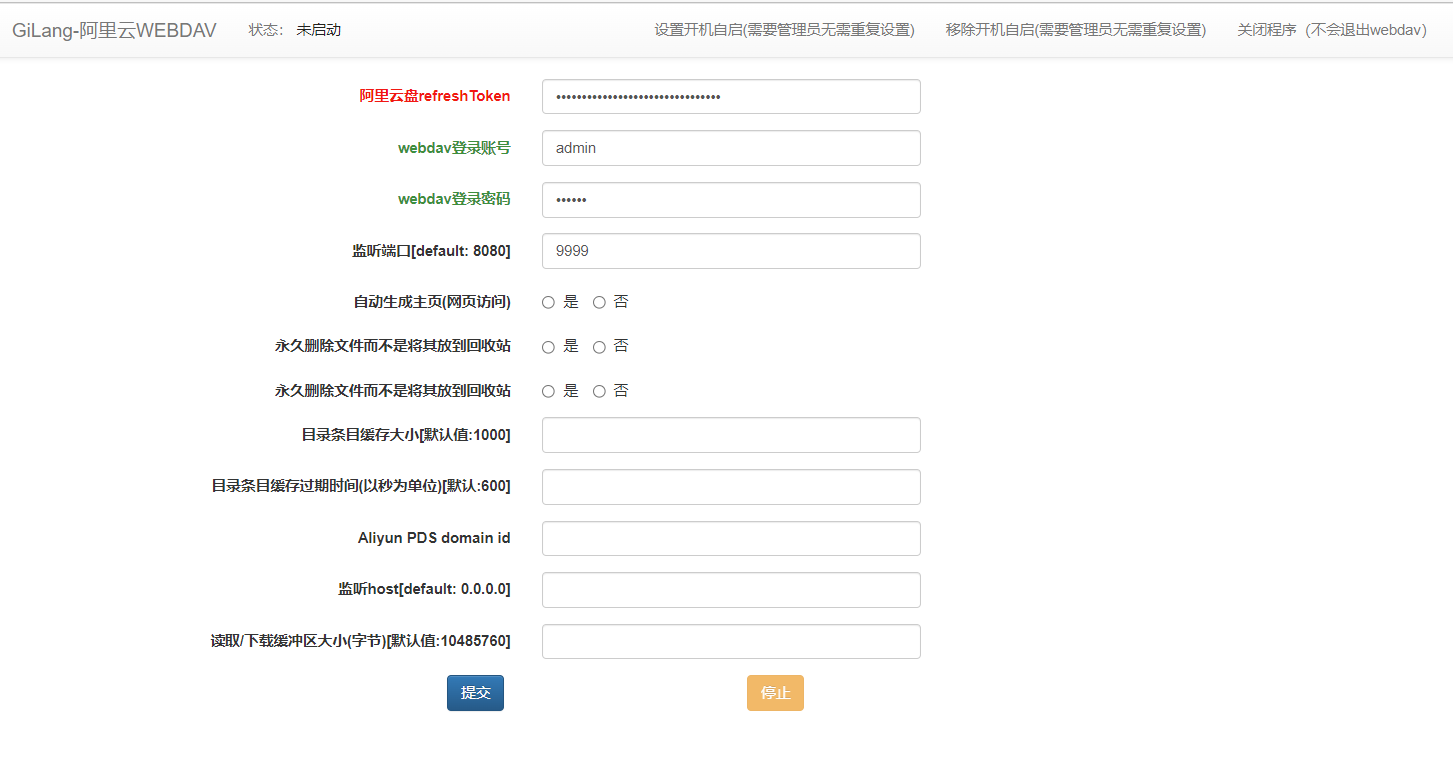 GiLang-阿里云WEBDAV 状态： 未启动 设置开机自启(需要管理员无需重复设置) 移除开机自启(需要管理员无需重复设置) 关闭程序（不会退出webdav）
阿里云盘refreshToken ••••••••••••••••••••••••••••••••
webdav登录账号 admin
webdav登录密码 ••••••
监听端口[default: 8080] 9999
自动生成主页(网页访问) 是 否
永久删除文件而不是将其放到回收站 是 否
永久删除文件而不是将其放到回收站 是 否
目录条目缓存大小[默认值:1000]
目录条目缓存过期时间(以秒为单位)[默认:600]
Aliyun PDS domain id
监听host[default: 0.0.0.0]
读取/下载缓冲区大小(字节)[默认值:10485760]
提交 停止